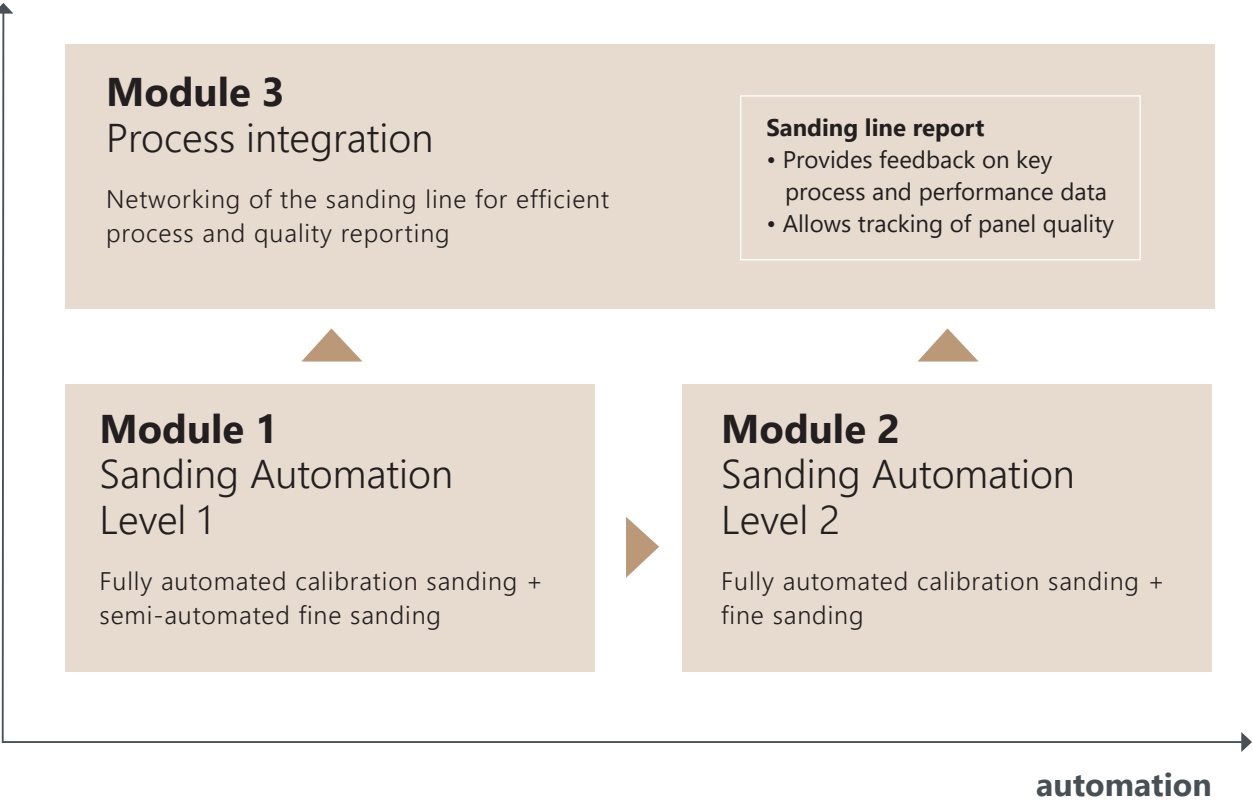 Module 3
Process integration
Networking of the sanding line for efficient
process and quality reporting
Sanding line report
• Provides feedback on key
process and performance data
• Allows tracking of panel quality
Module 1
Sanding Automation
Level 1
Fully automated calibration sanding +
semi-automated fine sanding
Module 2
Sanding Automation
Level 2
Fully automated calibration sanding +
fine sanding
automation